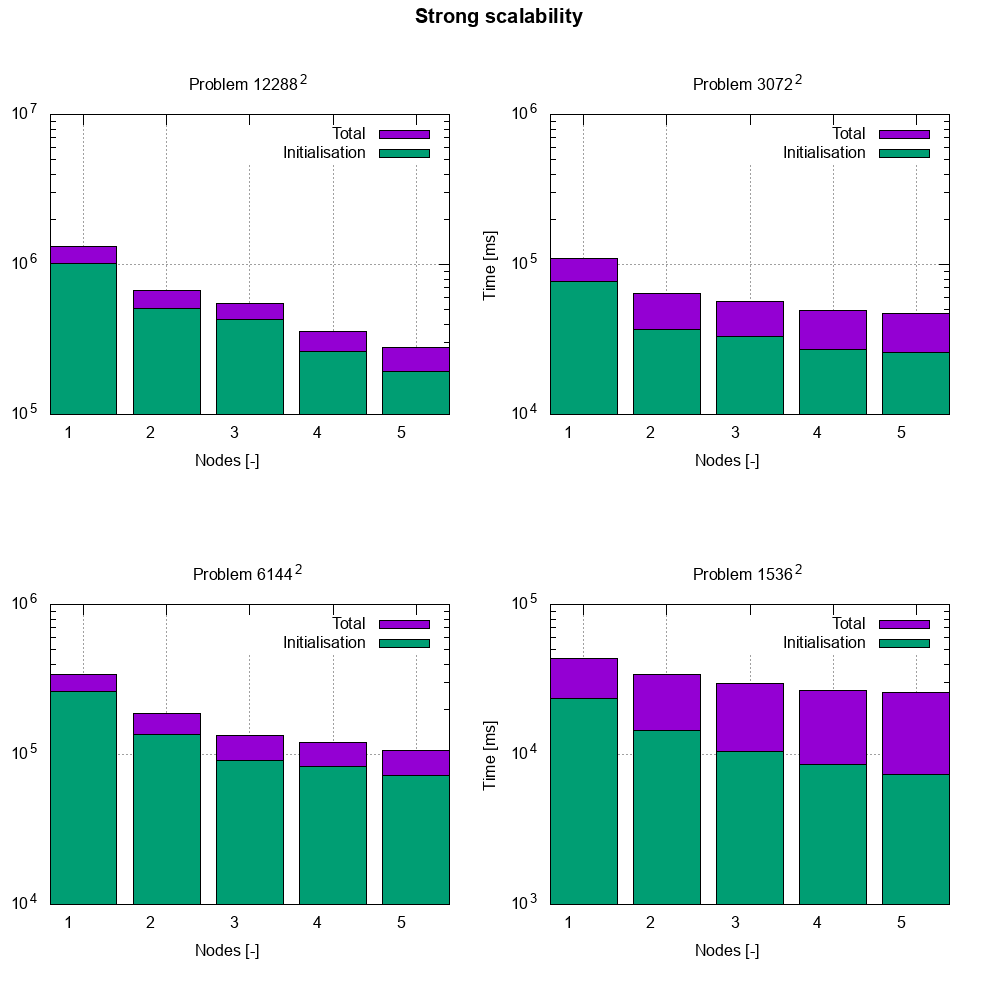 Strong scalability
Problem 12288²
10⁷
10⁶
10⁵
Total
Initialisation
1 2 3 4 5
Nodes [-]
Problem 3072²
10⁶
10⁵
10⁴
Time [ms]
Total
Initialisation
1 2 3 4 5
Nodes [-]
Problem 6144²
10⁶
10⁵
10⁴
Total
Initialisation
1 2 3 4 5
Nodes [-]
Problem 1536²
10⁵
10⁴
10³
Time [ms]
Total
Initialisation
1 2 3 4 5
Nodes [-]